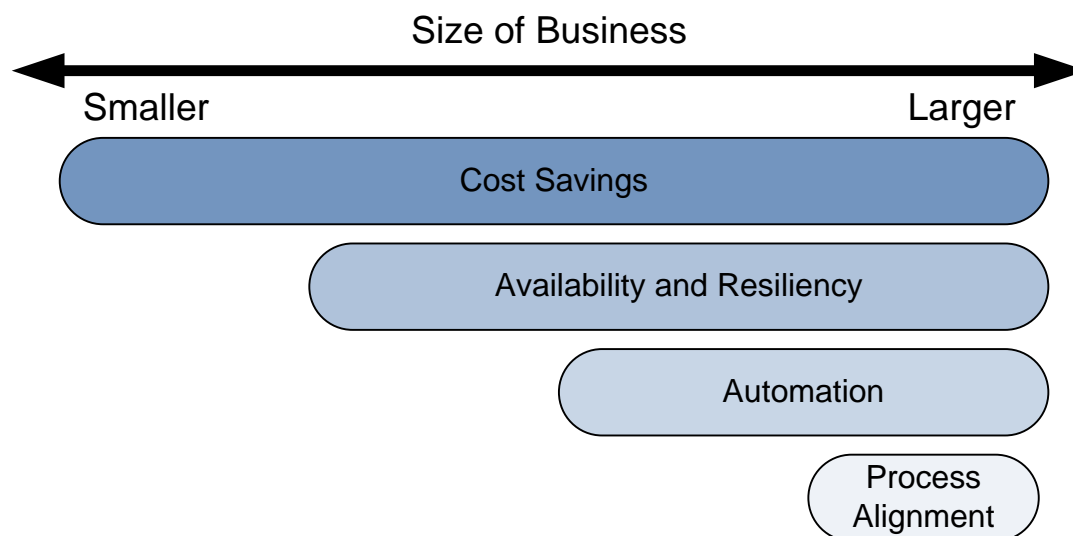 Size of Business
Smaller
Larger
Cost Savings
Availability and Resiliency
Automation
Process
Alignment